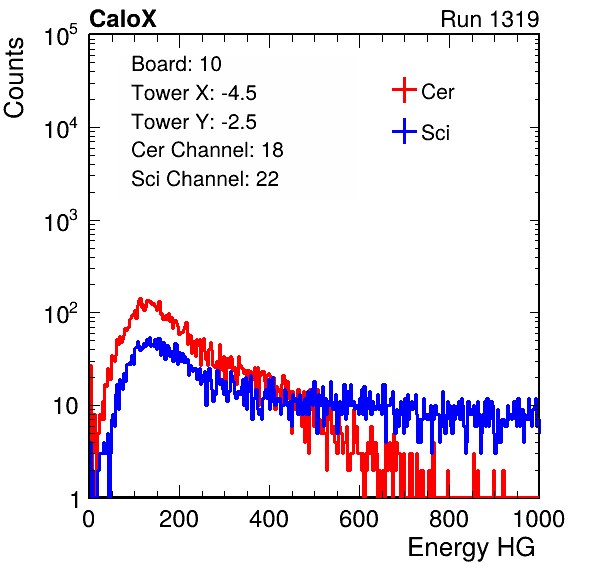 CaloX Run 1319
Counts
Board: 10
Tower X: -4.5
Tower Y: -2.5
Cer Channel: 18
Sci Channel: 22
Cer
Sci
10^5
10^4
10^3
10^2
10
1
0 200 400 600 800 1000
Energy HG